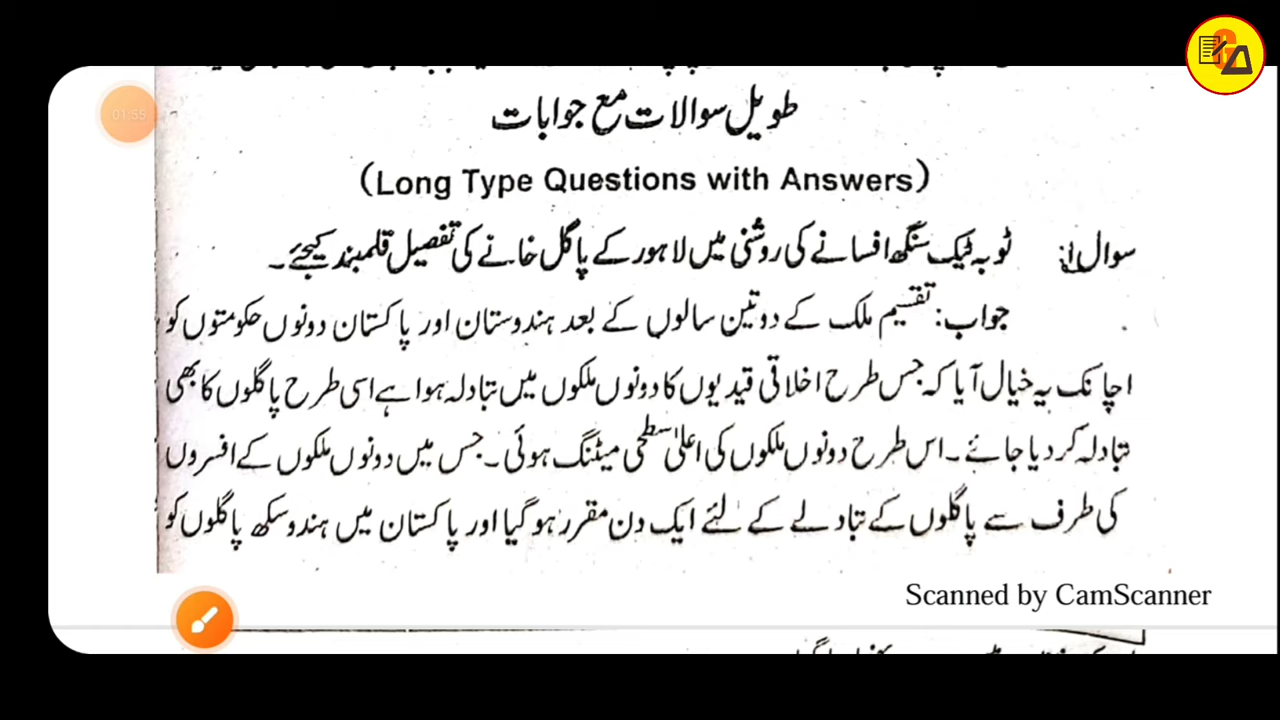 طویل سوالات مع جوابات
(Long Type Questions with Answers)
سوال 1: ٹوبہ ٹیک سنگھ افسانے کی روشنی میں لاہور کے پاگل خانے کی تفصیل قلمبند کیجئے۔
جواب: تقسیم ملک کے دو تین سالوں کے بعد ہندوستان اور پاکستان دونوں حکومتوں کو
اچانک یہ خیال آیا کہ جس طرح اخلاقی قیدیوں کا دونوں ملکوں میں تبادلہ ہوا ہے اسی طرح پاگلوں کا بھی
تبادلہ کر دیا جائے۔ اس طرح دونوں ملکوں کی اعلیٰ سطحی میٹنگ ہوئی۔ جس میں دونوں ملکوں کے افسروں
کی طرف سے پاگلوں کے تبادلے کے لئے ایک دن مقرر ہو گیا اور پاکستان میں ہندو سکھ پاگلوں کو
Scanned by CamScanner
01:55